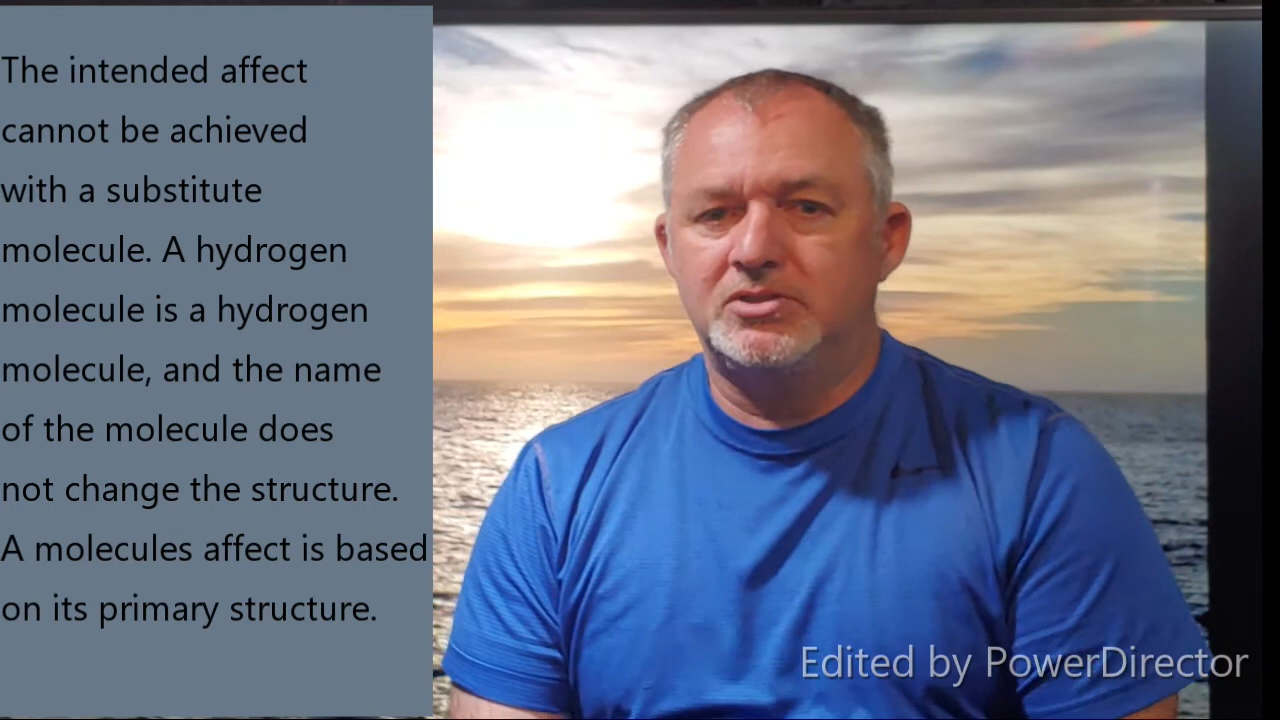 The intended affect
cannot be achieved
with a substitute
molecule. A hydrogen
molecule is a hydrogen
molecule, and the name
of the molecule does
not change the structure.
A molecules affect is based
on its primary structure.
Edited by PowerDirector